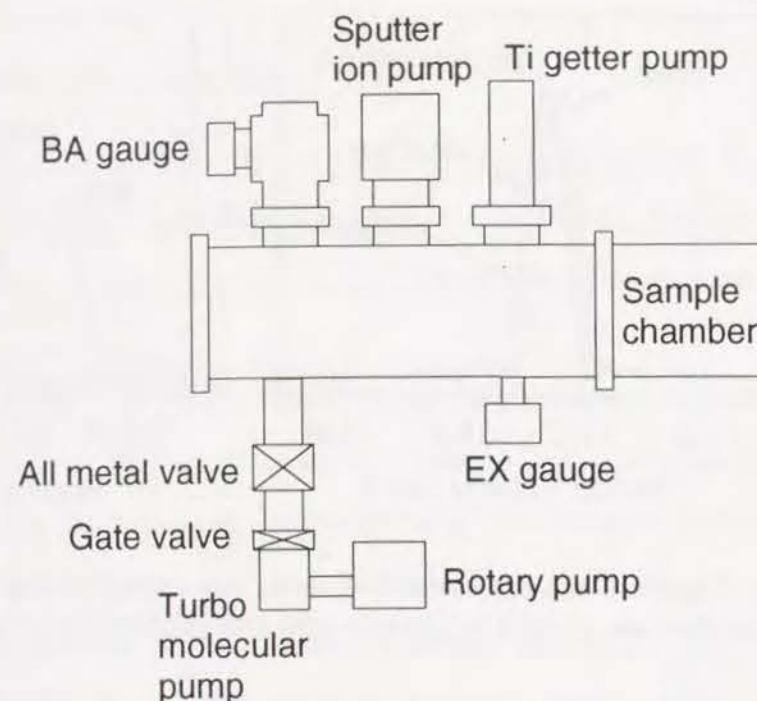 Sputter
ion pump
Ti getter pump
BA gauge
Sample
chamber
All metal valve
EX gauge
Gate valve
Rotary pump
Turbo
molecular
pump